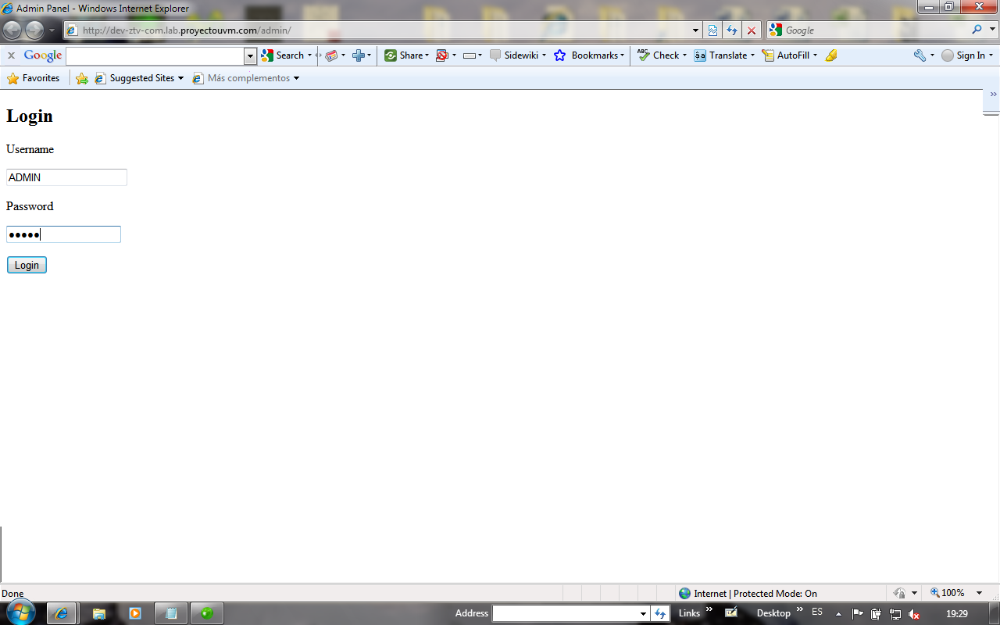 Admin Panel - Windows Internet Explorer
http://dev-ztv-com.lab.proyectouvm.com/admin/
Google
x Google Search Share Sidewiki Bookmarks Check Translate AutoFill Sign In
Favorites Suggested Sites Más complementos »
Login
Username
ADMIN
Password
●●●●●
Login
Done Internet | Protected Mode: On 100%
Address Links » Desktop » ES 19:29